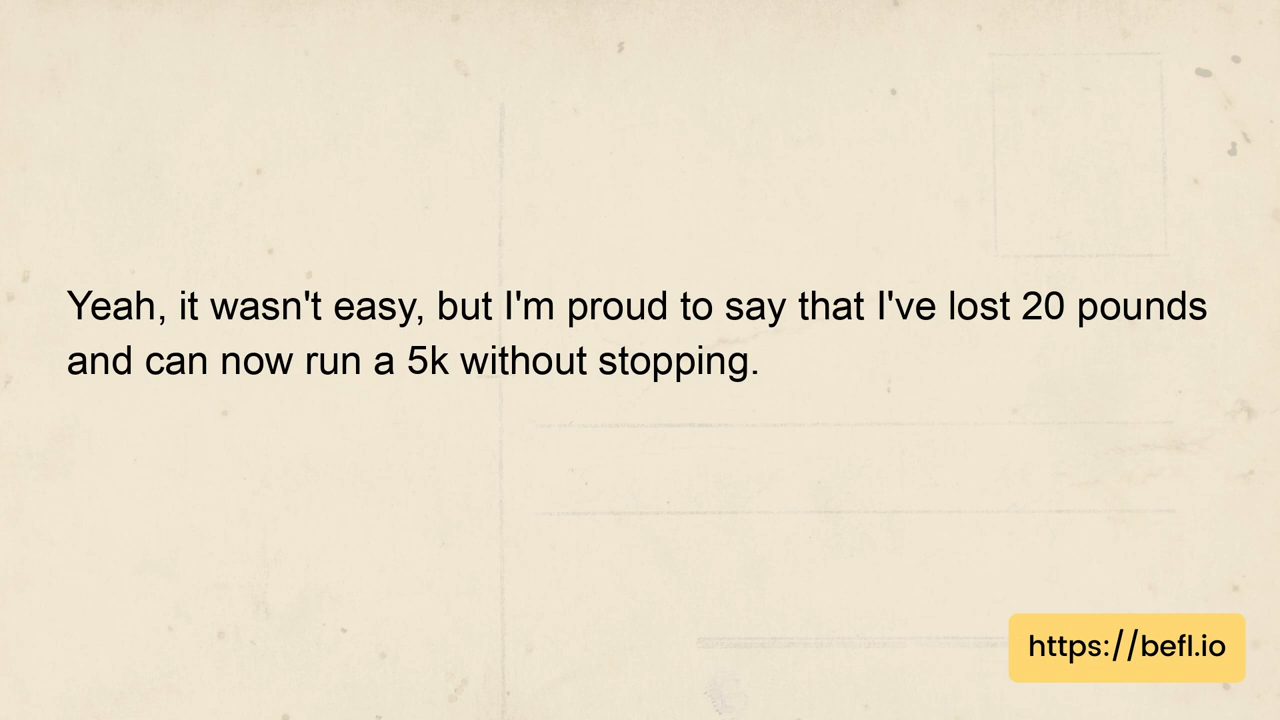 Yeah, it wasn't easy, but I'm proud to say that I've lost 20 pounds
and can now run a 5k without stopping.
https://befl.io